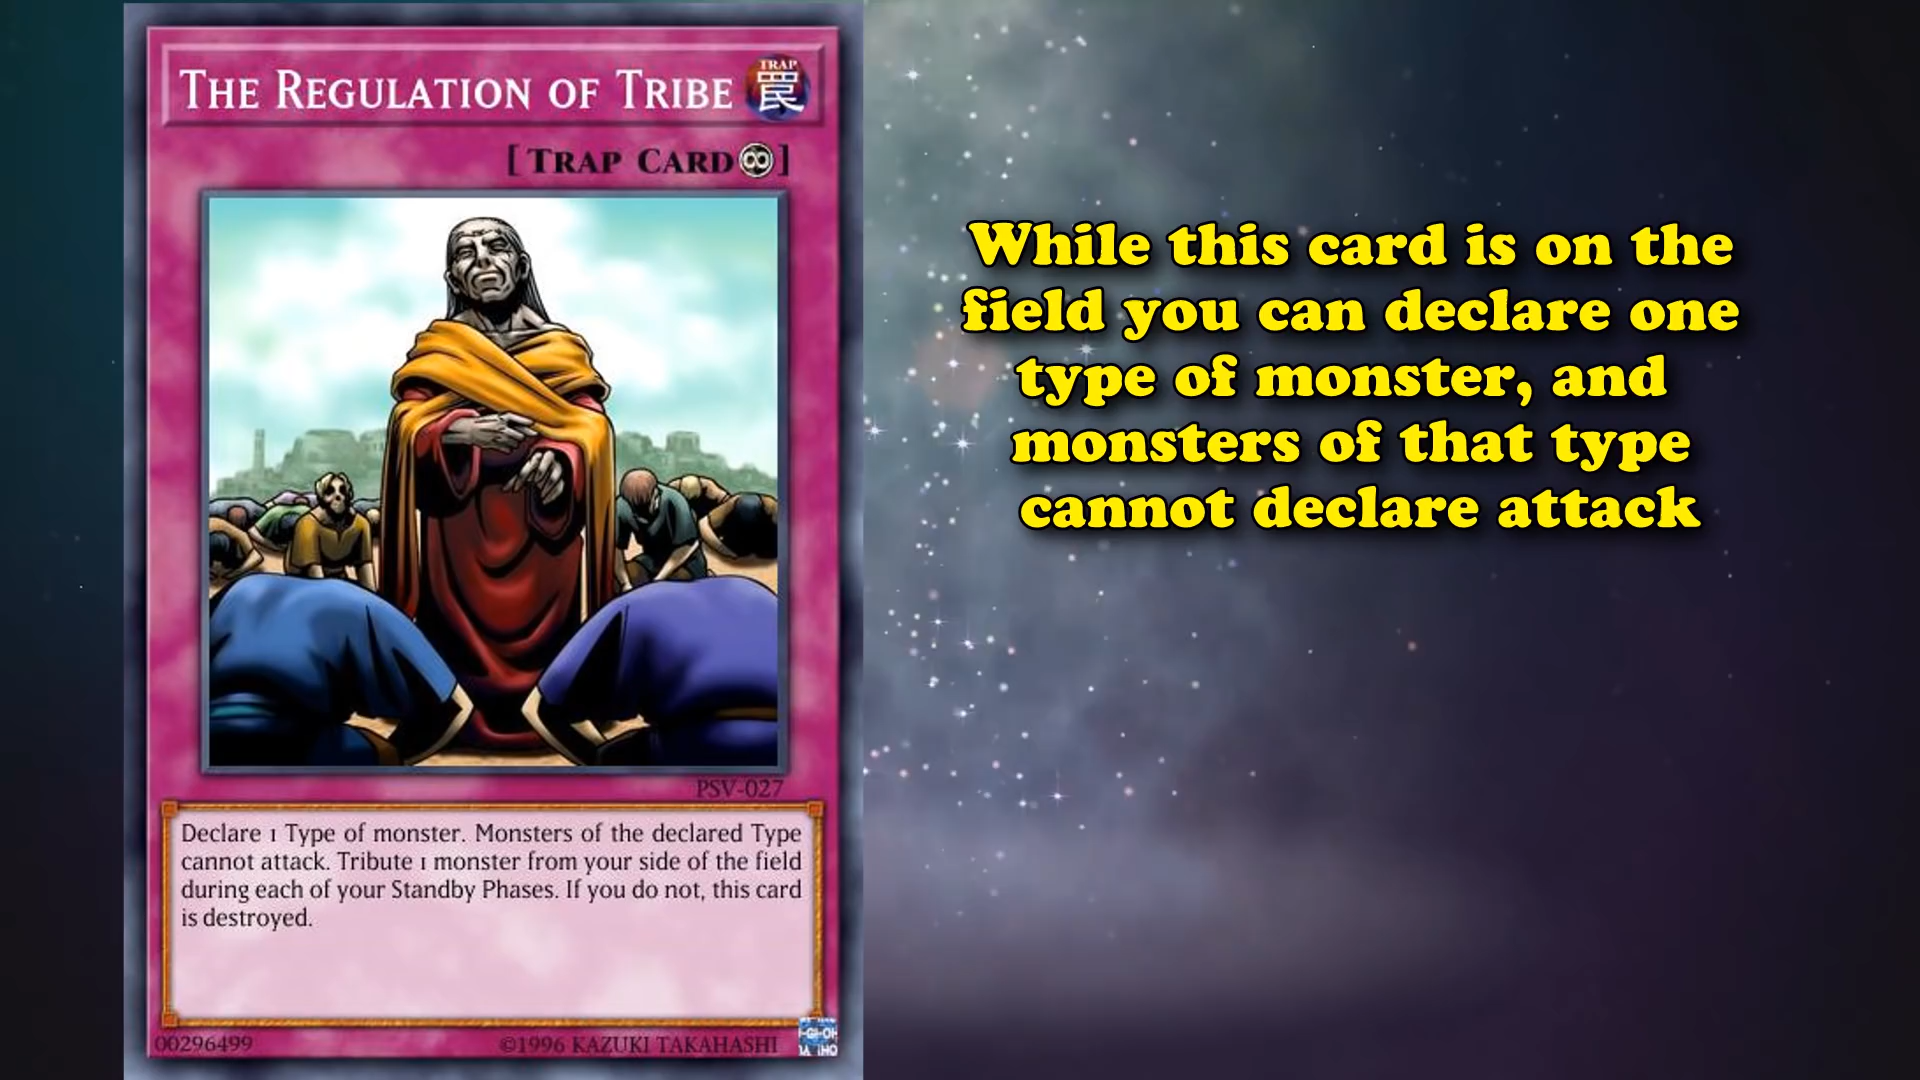 THE REGULATION OF TRIBE
TRAP
罠
[TRAP CARD]
PSV-027
Declare 1 Type of monster. Monsters of the declared Type
cannot attack. Tribute 1 monster from your side of the field
during each of your Standby Phases. If you do not, this card
is destroyed.
00296499
©1996 KAZUKI TAKAHASHI
While this card is on the
field you can declare one
type of monster, and
monsters of that type
cannot declare attack